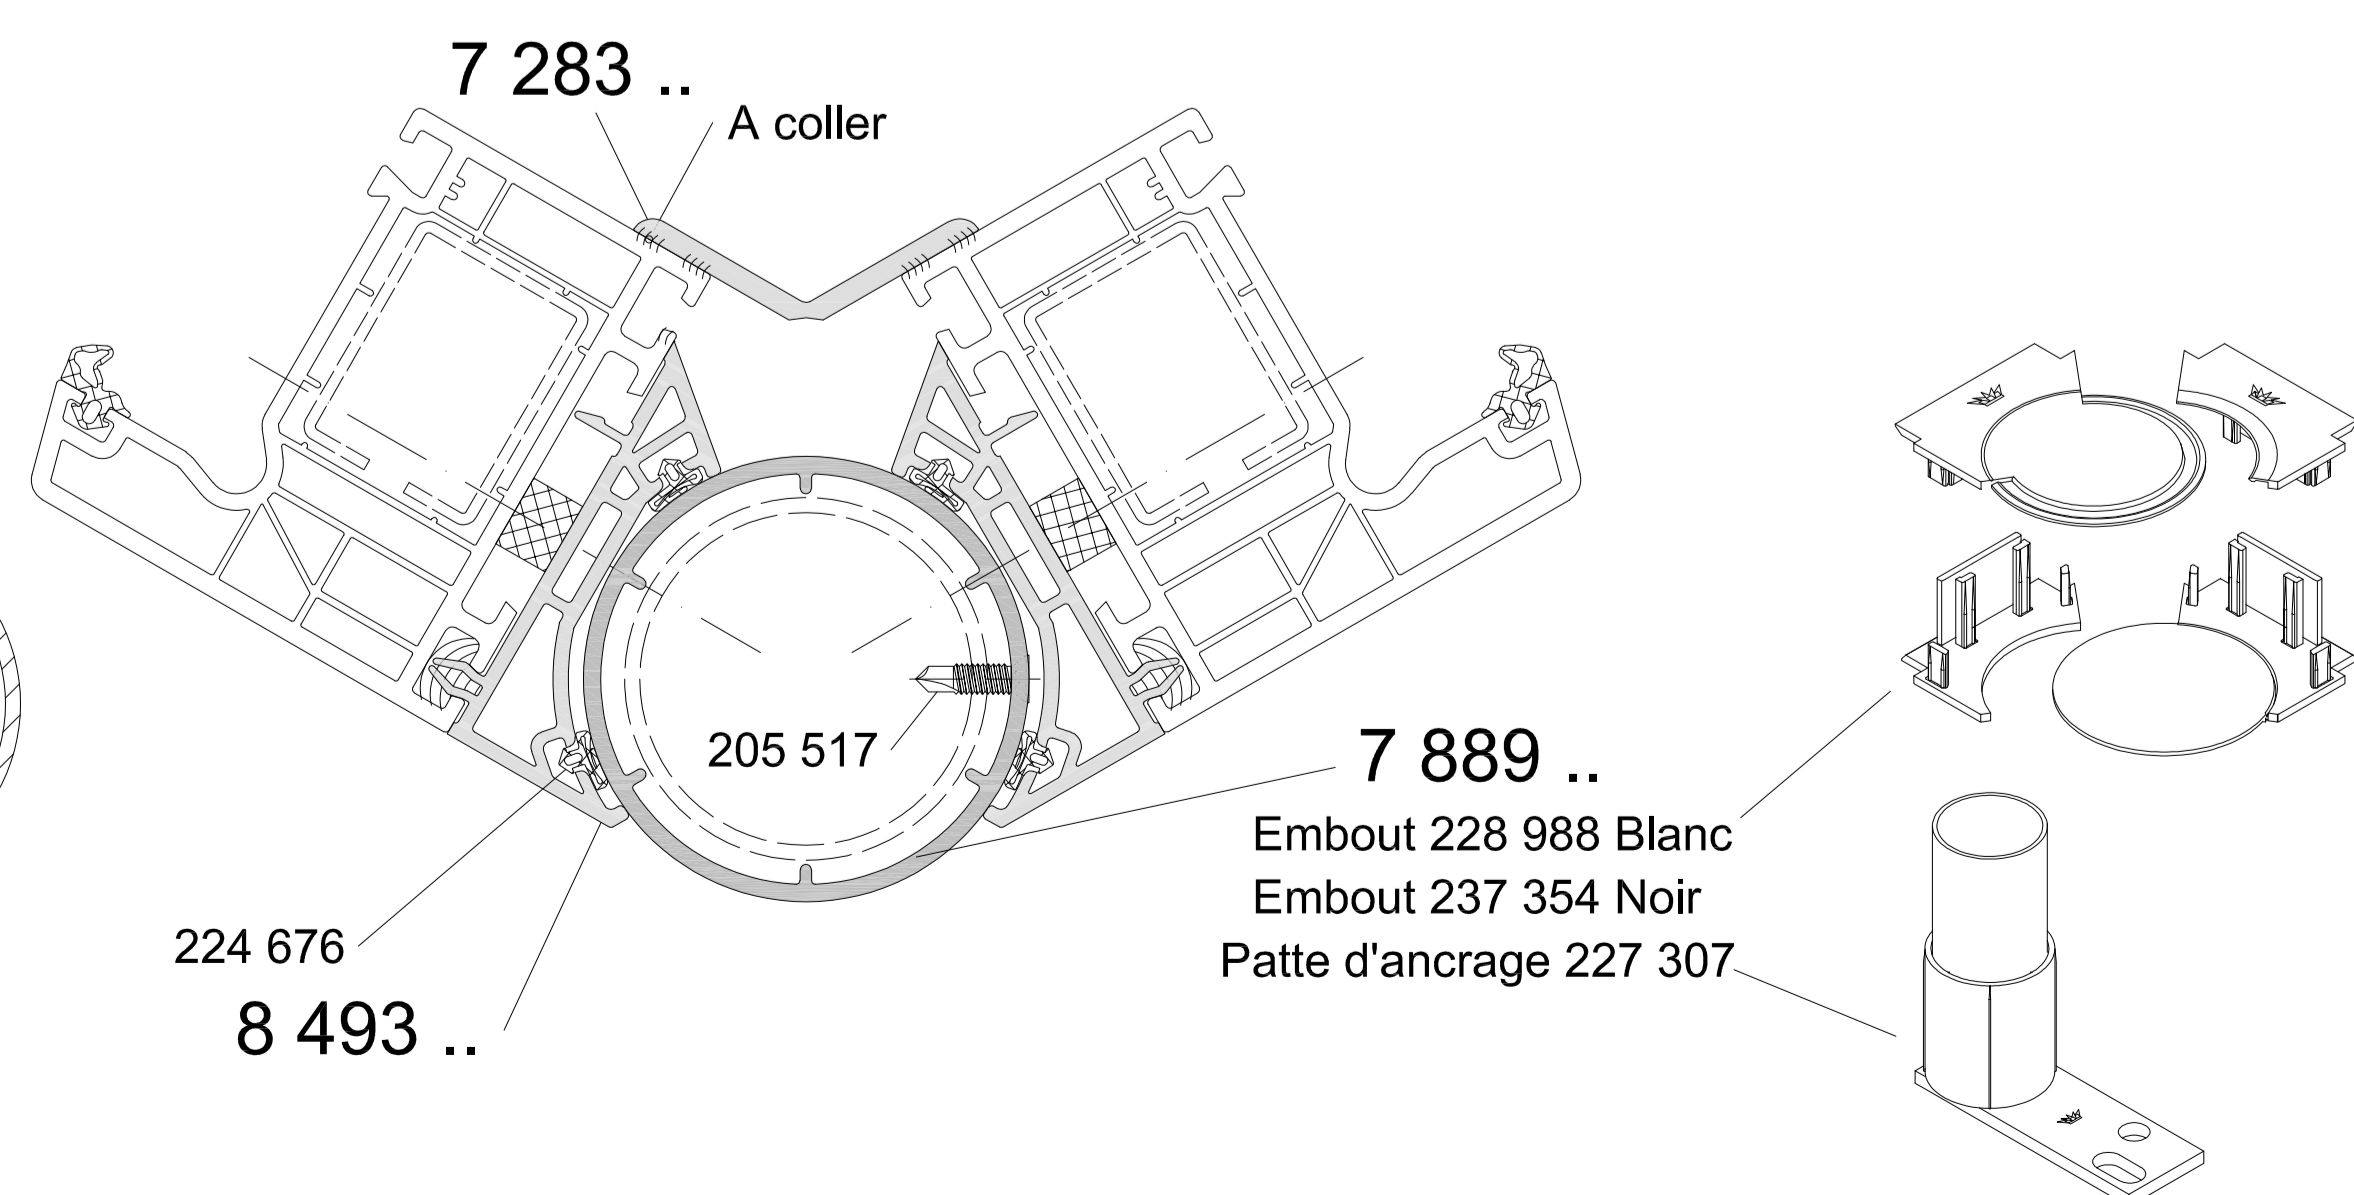 7 283 ..
A coller
205 517
7 889 ..
Embout 228 988 Blanc
Embout 237 354 Noir
Patte d'ancrage 227 307
224 676
8 493 ..